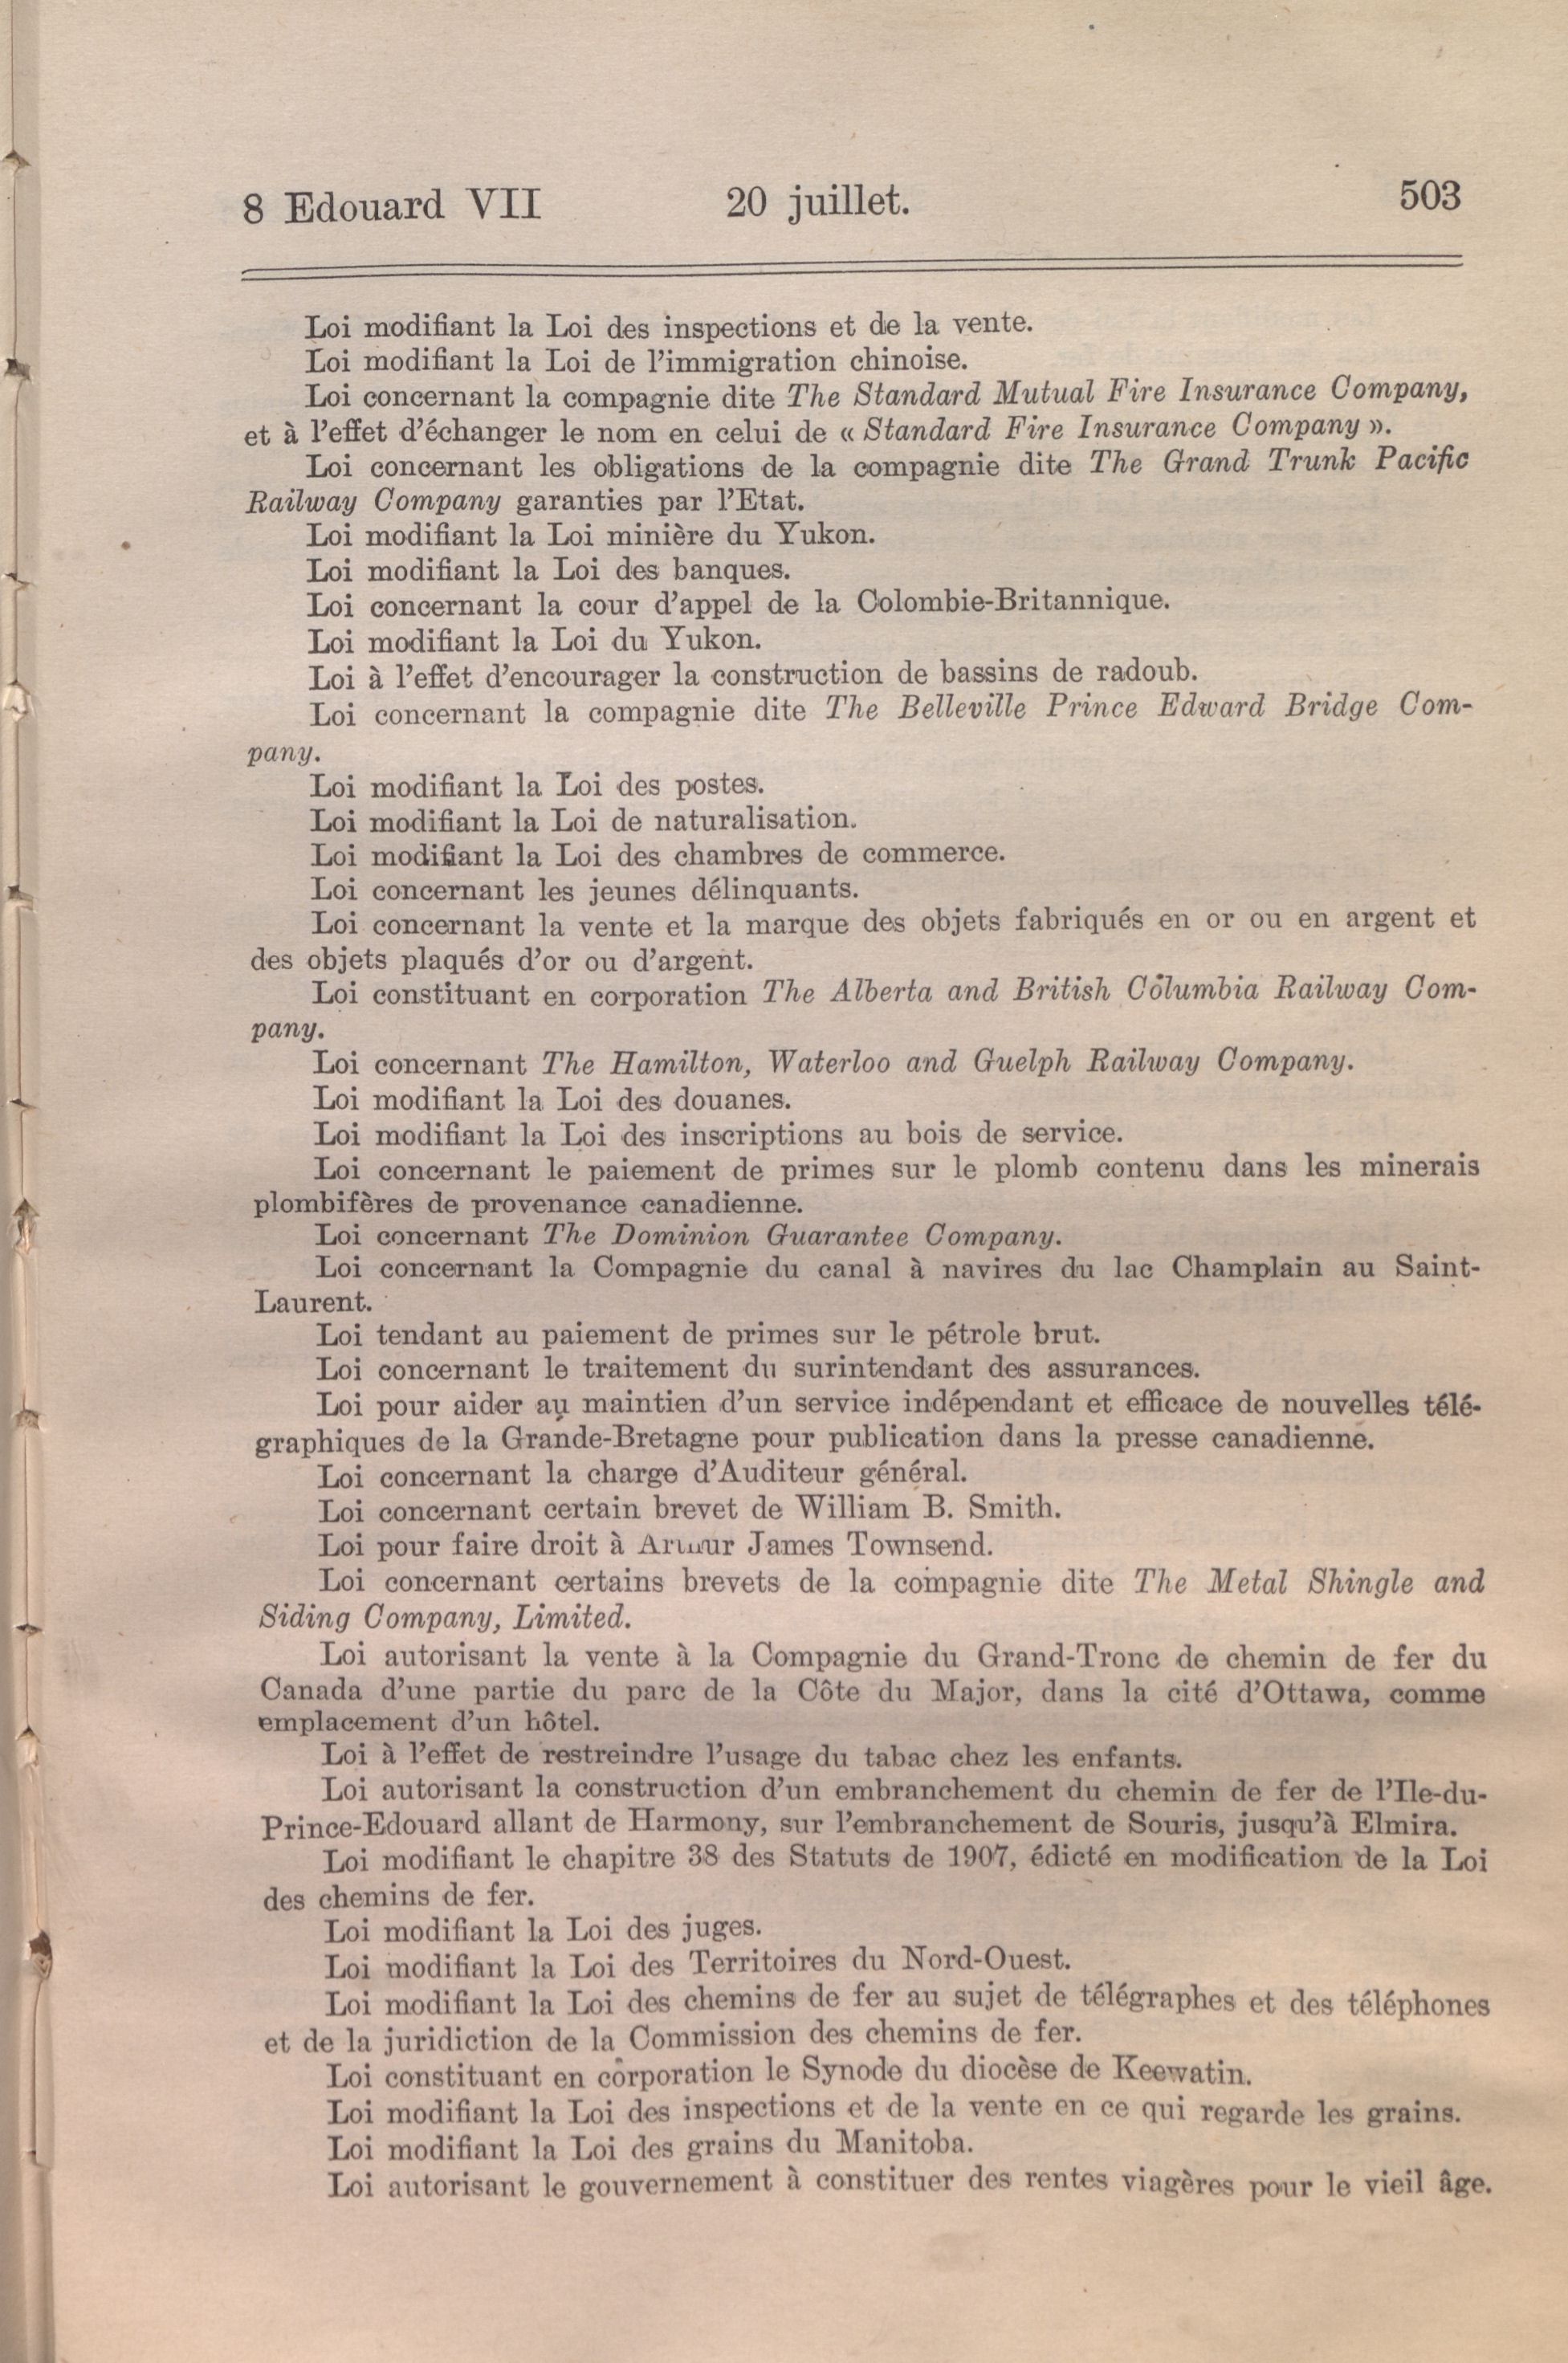 8 Edouard VII 20 juillet. 503
Loi modifiant la Loi des inspections et de la vente.
Loi modifiant la Loi de l'immigration chinoise.
Loi concernant la compagnie dite The Standard Mutual Fire Insurance Company,
et à l'effet d'échanger le nom en celui de « Standard Fire Insurance Company ».
Loi concernant les obligations de la compagnie dite The Grand Trunk Pacific
Railway Company garanties par l'Etat.
Loi modifiant la Loi minière du Yukon.
Loi modifiant la Loi des banques.
Loi concernant la cour d'appel de la Colombie-Britannique.
Loi modifiant la Loi du Yukon.
Loi à l'effet d'encourager la construction de bassins de radoub.
Loi concernant la compagnie dite The Belleville Prince Edward Bridge Com-
pany.
Loi modifiant la Loi des postes.
Loi modifiant la Loi de naturalisation.
Loi modifiant la Loi des chambres de commerce.
Loi concernant les jeunes délinquants.
Loi concernant la vente et la marque des objets fabriqués en or ou en argent et
des objets plaqués d'or ou d'argent.
Loi constituant en corporation The Alberta and British Columbia Railway Com-
pany.
Loi concernant The Hamilton, Waterloo and Guelph Railway Company.
Loi modifiant la Loi des douanes.
Loi modifiant la Loi des inscriptions au bois de service.
Loi concernant le paiement de primes sur le plomb contenu dans les minerais
plombifères de provenance canadienne.
Loi concernant The Dominion Guarantee Company.
Loi concernant la Compagnie du canal à navires du lac Champlain au Saint-
Laurent.
Loi tendant au paiement de primes sur le pétrole brut.
Loi concernant le traitement du surintendant des assurances.
Loi pour aider au maintien d'un service indépendant et efficace de nouvelles télé-
graphiques de la Grande-Bretagne pour publication dans la presse canadienne.
Loi concernant la charge d'Auditeur général.
Loi concernant certain brevet de William B. Smith.
Loi pour faire droit à James Townsend.
Loi concernant certains brevets de la compagnie dite The Metal Shingle and
Siding Company, Limited.
Loi autorisant la vente à la Compagnie du Grand-Tronc de chemin de fer du
Canada d'une partie du parc de la Côte du Major, dans la cité d'Ottawa, comme
emplacement d'un hôtel.
Loi à l'effet de restreindre l'usage du tabac chez les enfants.
Loi autorisant la construction d'un embranchement du chemin de fer de l'Ile-du-
Prince-Edouard allant de Harmony, sur l'embranchement de Souris, jusqu'à Elmira.
Loi modifiant le chapitre 38 des Statuts de 1907, édicté en modification de la Loi
des chemins de fer.
Loi modifiant la Loi des juges.
Loi modifiant la Loi des Territoires du Nord-Ouest.
Loi modifiant la Loi des chemins de fer au sujet de télégraphes et des téléphones
et de la juridiction de la Commission des chemins de fer.
Loi constituant en corporation le Synode du diocèse de Keewatin.
Loi modifiant la Loi des inspections et de la vente en ce qui regarde les grains.
Loi modifiant la Loi des grains du Manitoba.
Loi autorisant le gouvernement à constituer des rentes viagères pour le vieil âge.